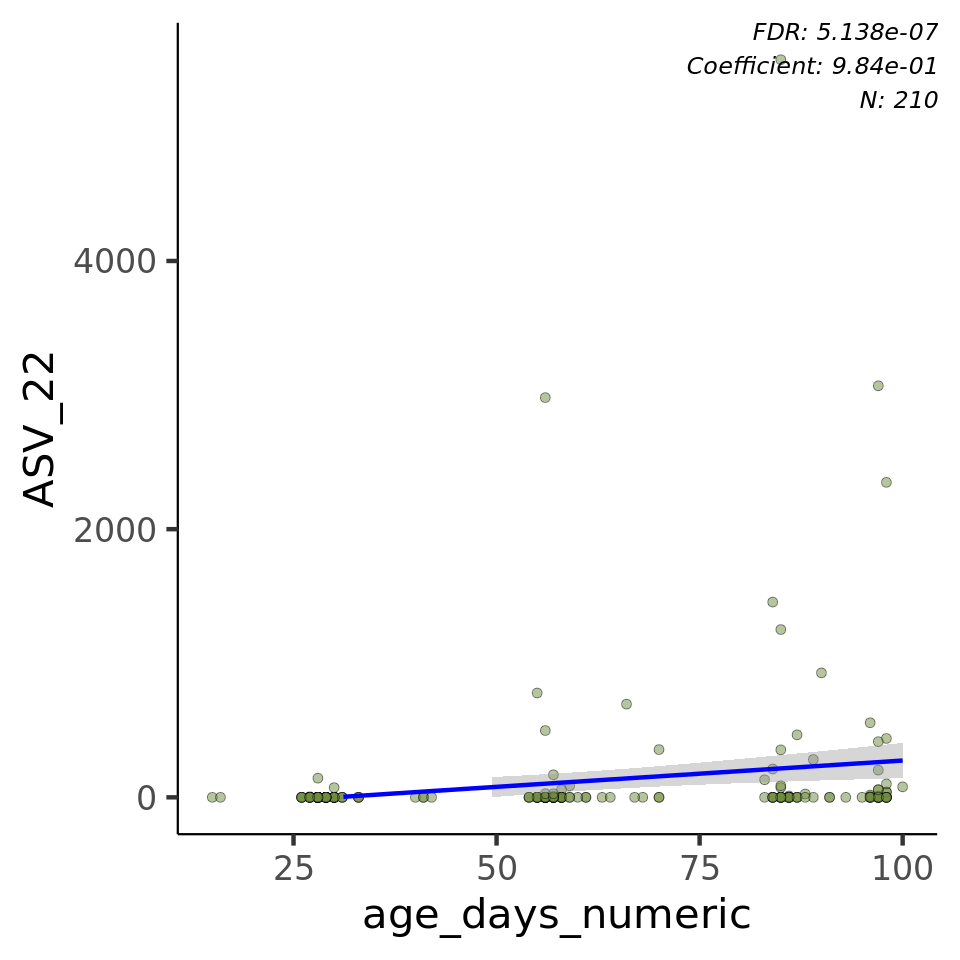 FDR: 5.138e-07
Coefficient: 9.84e-01
N: 210
ASV_22
4000
2000
0
25 50 75 100
age_days_numeric